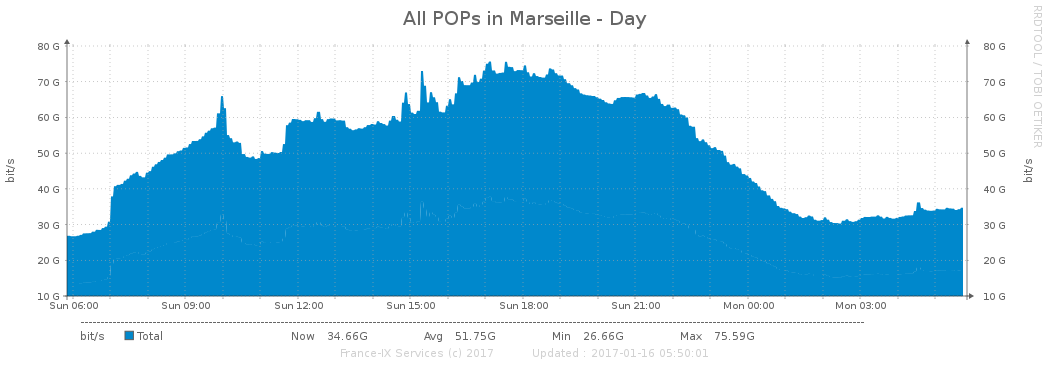 All POPs in Marseille - Day
RRDTOOL / TOBI OETIKER
bit/s
80 G 80 G
70 G 70 G
60 G 60 G
50 G 50 G
40 G 40 G
30 G 30 G
20 G 20 G
10 G 10 G
bit/s
Sun 06:00 Sun 09:00 Sun 12:00 Sun 15:00 Sun 18:00 Sun 21:00 Mon 00:00 Mon 03:00
bit/s Total Now 34.66G Avg 51.75G Min 26.66G Max 75.59G
France-IX Services (c) 2017 Updated : 2017-01-16 05:50:01